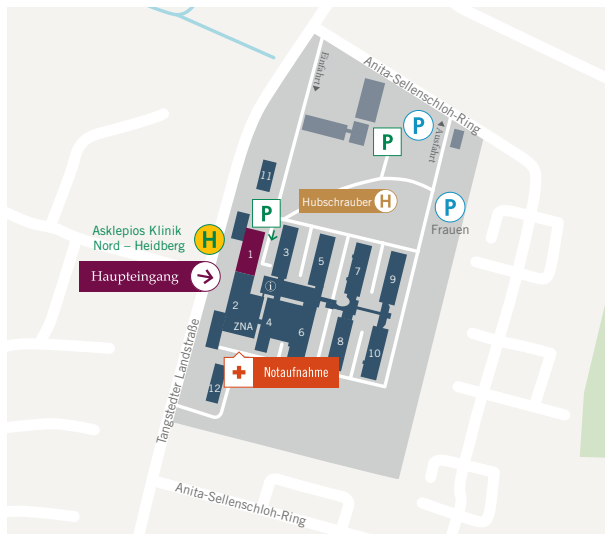 Anita-Sellenschloh-Ring
Einfahrt
P
P
Ausfahrt
11
Hubschrauber H
P
P
Frauen
Asklepios Klinik
Nord – Heidberg
H
1
3
5
7
9
Haupteingang
i
2
ZNA
4
6
8
10
Notaufnahme
12
Tangstedter Landstraße
Anita-Sellenschloh-Ring